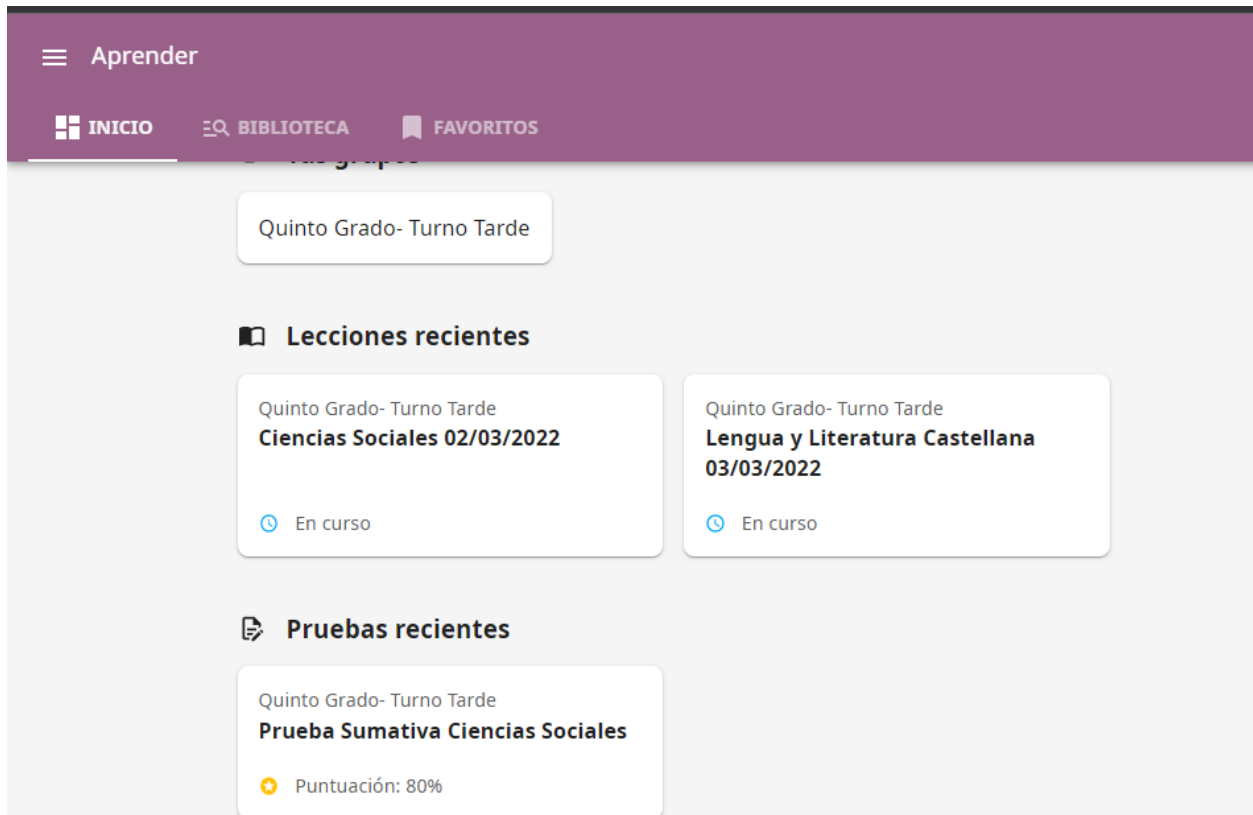 Aprender
INICIO
BIBLIOTECA
FAVORITOS
Tus grupos
Quinto Grado- Turno Tarde
Lecciones recientes
Quinto Grado- Turno Tarde
Ciencias Sociales 02/03/2022
En curso
Quinto Grado- Turno Tarde
Lengua y Literatura Castellana
03/03/2022
En curso
Pruebas recientes
Quinto Grado- Turno Tarde
Prueba Sumativa Ciencias Sociales
Puntuación: 80%